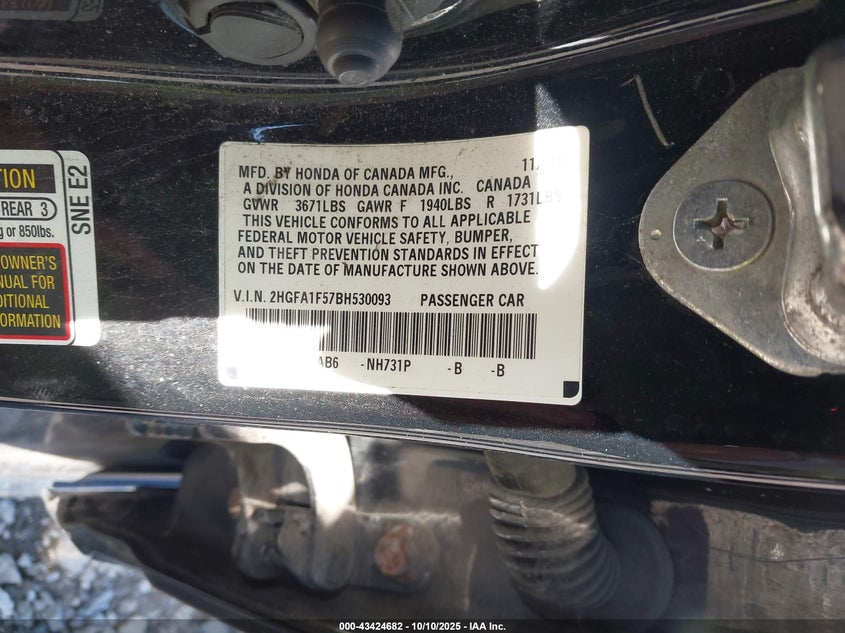 MFD. BY HONDA OF CANADA MFG.,
A DIVISION OF HONDA CANADA INC. CANADA
GVWR 3671LBS GAWR F 1940LBS R 1731LBS
THIS VEHICLE CONFORMS TO ALL APPLICABLE
FEDERAL MOTOR VEHICLE SAFETY, BUMPER,
AND THEFT PREVENTION STANDARDS IN EFFECT
ON THE DATE OF MANUFACTURE SHOWN ABOVE.
V.I.N. 2HGFA1F57BH530093 PASSENGER CAR
AB6 -NH731P -B -B
SNE E2
TION
REAR 3
g or 850lbs.
OWNER'S
NUAL FOR
DITIONAL
FORMATION
000-43424682 - 10/10/2025 - IAA Inc.